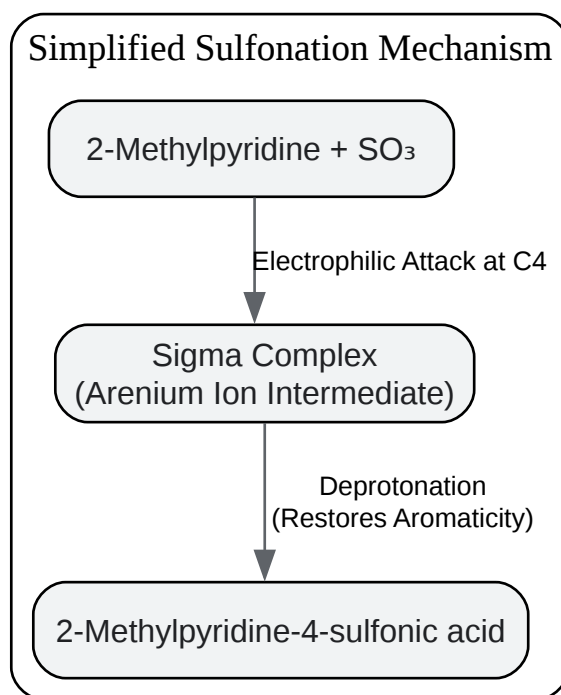 Simplified Sulfonation Mechanism
2-Methylpyridine + SO₃
Electrophilic Attack at C4
Sigma Complex
(Arenium Ion Intermediate)
Deprotonation
(Restores Aromaticity)
2-Methylpyridine-4-sulfonic acid